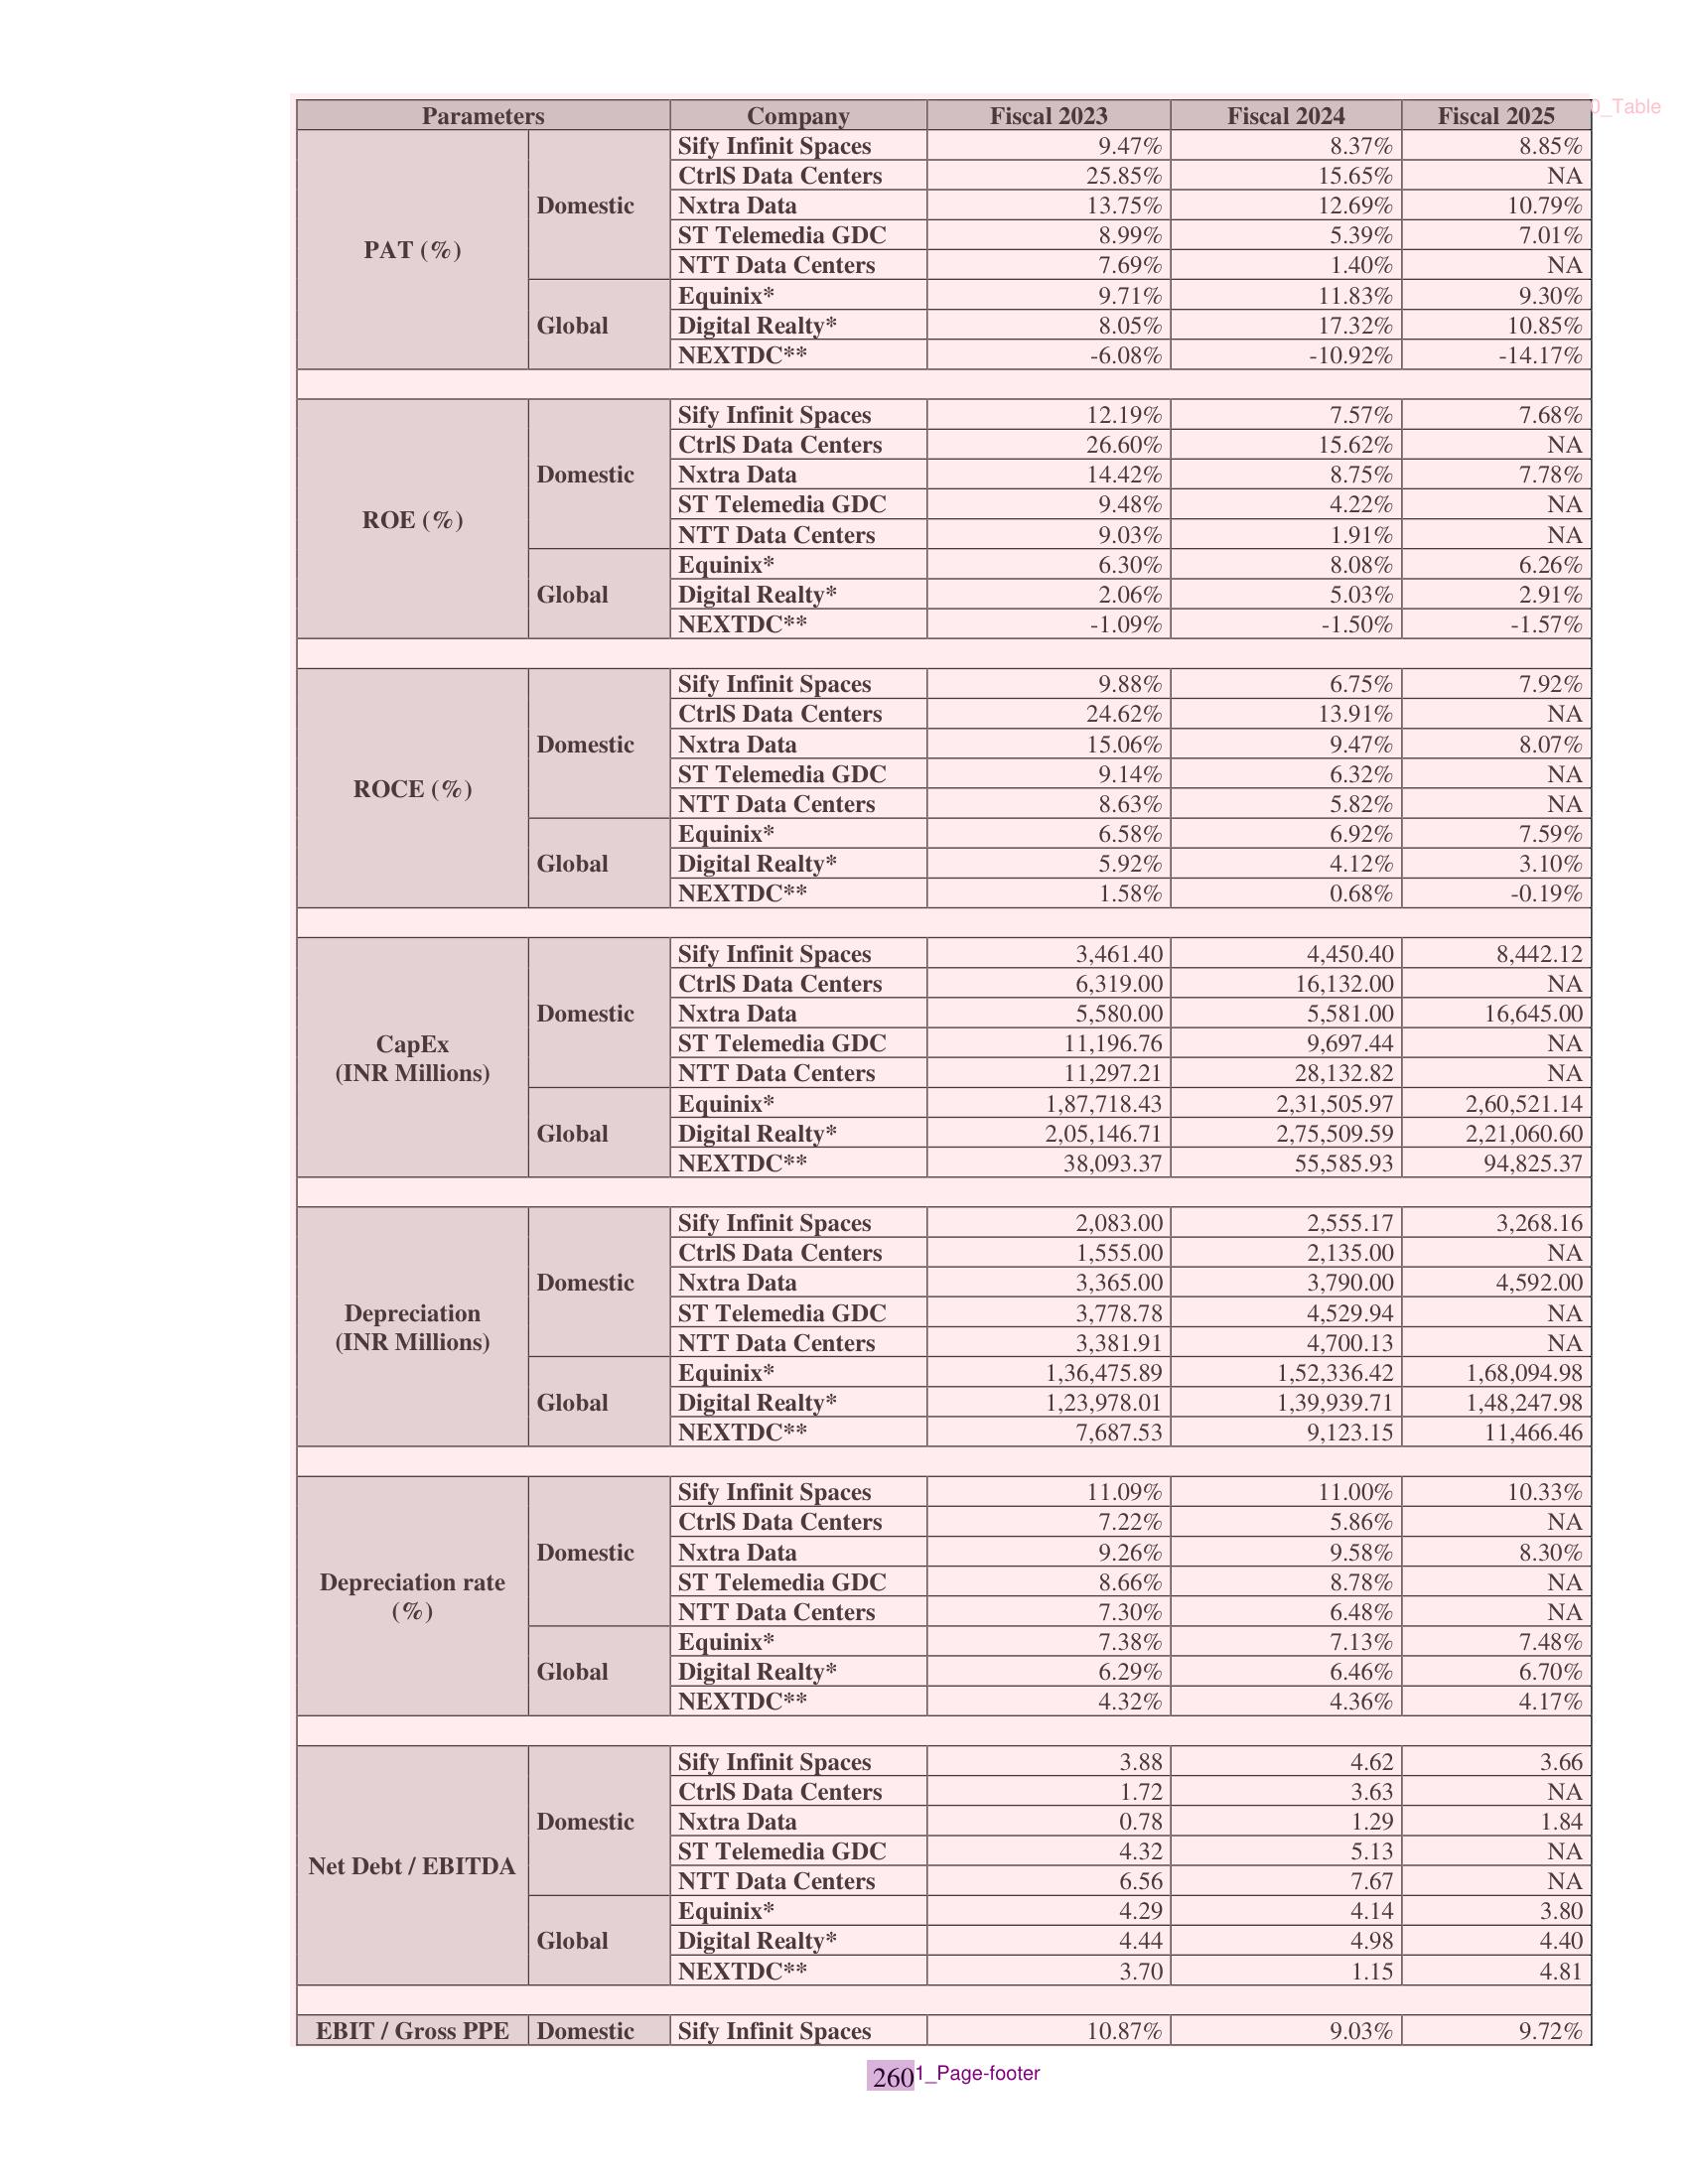 Parameters Company Fiscal 2023 Fiscal 2024 Fiscal 2025
0_Table
PAT (%) Domestic Sify Infinit Spaces 9.47% 8.37% 8.85%
CtrlS Data Centers 25.85% 15.65% NA
Nxtra Data 13.75% 12.69% 10.79%
ST Telemedia GDC 8.99% 5.39% 7.01%
NTT Data Centers 7.69% 1.40% NA
Global Equinix* 9.71% 11.83% 9.30%
Digital Realty* 8.05% 17.32% 10.85%
NEXTDC** -6.08% -10.92% -14.17%
ROE (%) Domestic Sify Infinit Spaces 12.19% 7.57% 7.68%
CtrlS Data Centers 26.60% 15.62% NA
Nxtra Data 14.42% 8.75% 7.78%
ST Telemedia GDC 9.48% 4.22% NA
NTT Data Centers 9.03% 1.91% NA
Global Equinix* 6.30% 8.08% 6.26%
Digital Realty* 2.06% 5.03% 2.91%
NEXTDC** -1.09% -1.50% -1.57%
ROCE (%) Domestic Sify Infinit Spaces 9.88% 6.75% 7.92%
CtrlS Data Centers 24.62% 13.91% NA
Nxtra Data 15.06% 9.47% 8.07%
ST Telemedia GDC 9.14% 6.32% NA
NTT Data Centers 8.63% 5.82% NA
Global Equinix* 6.58% 6.92% 7.59%
Digital Realty* 5.92% 4.12% 3.10%
NEXTDC** 1.58% 0.68% -0.19%
CapEx (INR Millions) Domestic Sify Infinit Spaces 3,461.40 4,450.40 8,442.12
CtrlS Data Centers 6,319.00 16,132.00 NA
Nxtra Data 5,580.00 5,581.00 16,645.00
ST Telemedia GDC 11,196.76 9,697.44 NA
NTT Data Centers 11,297.21 28,132.82 NA
Global Equinix* 1,87,718.43 2,31,505.97 2,60,521.14
Digital Realty* 2,05,146.71 2,75,509.59 2,21,060.60
NEXTDC** 38,093.37 55,585.93 94,825.37
Depreciation (INR Millions) Domestic Sify Infinit Spaces 2,083.00 2,555.17 3,268.16
CtrlS Data Centers 1,555.00 2,135.00 NA
Nxtra Data 3,365.00 3,790.00 4,592.00
ST Telemedia GDC 3,778.78 4,529.94 NA
NTT Data Centers 3,381.91 4,700.13 NA
Global Equinix* 1,36,475.89 1,52,336.42 1,68,094.98
Digital Realty* 1,23,978.01 1,39,939.71 1,48,247.98
NEXTDC** 7,687.53 9,123.15 11,466.46
Depreciation rate (%) Domestic Sify Infinit Spaces 11.09% 11.00% 10.33%
CtrlS Data Centers 7.22% 5.86% NA
Nxtra Data 9.26% 9.58% 8.30%
ST Telemedia GDC 8.66% 8.78% NA
NTT Data Centers 7.30% 6.48% NA
Global Equinix* 7.38% 7.13% 7.48%
Digital Realty* 6.29% 6.46% 6.70%
NEXTDC** 4.32% 4.36% 4.17%
Net Debt / EBITDA Domestic Sify Infinit Spaces 3.88 4.62 3.66
CtrlS Data Centers 1.72 3.63 NA
Nxtra Data 0.78 1.29 1.84
ST Telemedia GDC 4.32 5.13 NA
NTT Data Centers 6.56 7.67 NA
Global Equinix* 4.29 4.14 3.80
Digital Realty* 4.44 4.98 4.40
NEXTDC** 3.70 1.15 4.81
EBIT / Gross PPE Domestic Sify Infinit Spaces 10.87% 9.03% 9.72%
260 1_Page-footer